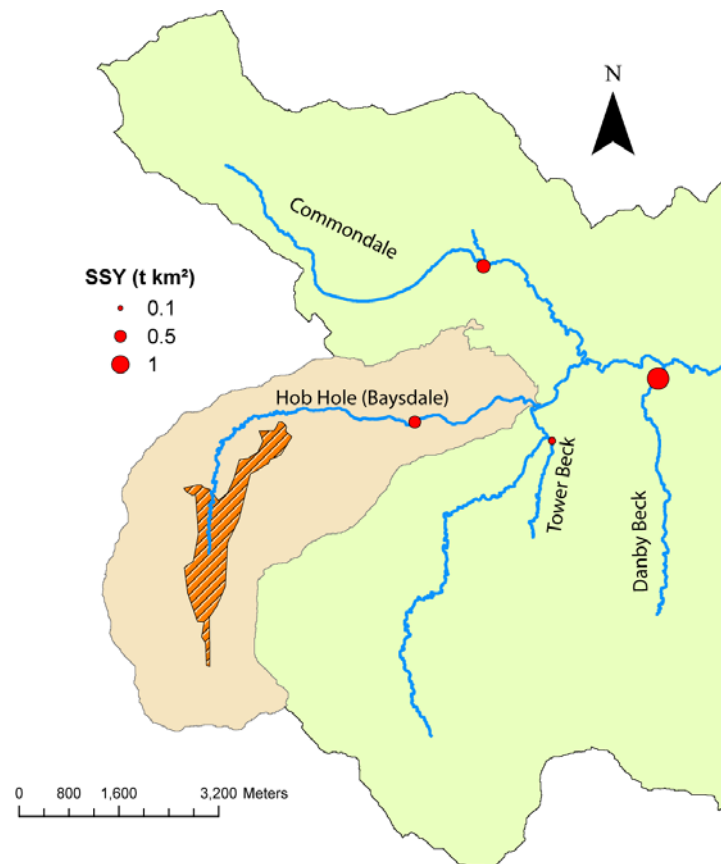 N
Commondale
SSY (t km²)
0.1
0.5
1
Hob Hole (Baysdale)
Tower Beck
Danby Beck
0 800 1,600 3,200 Meters